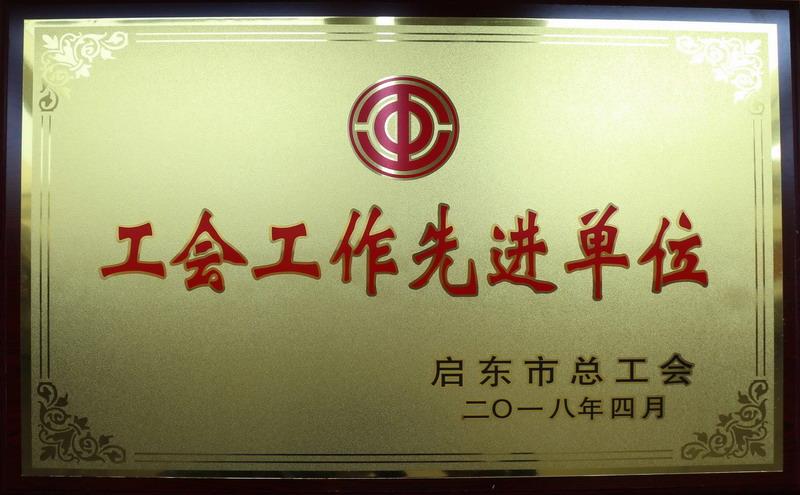 工会工作先进单位
启东市总工会
二〇一八年四月